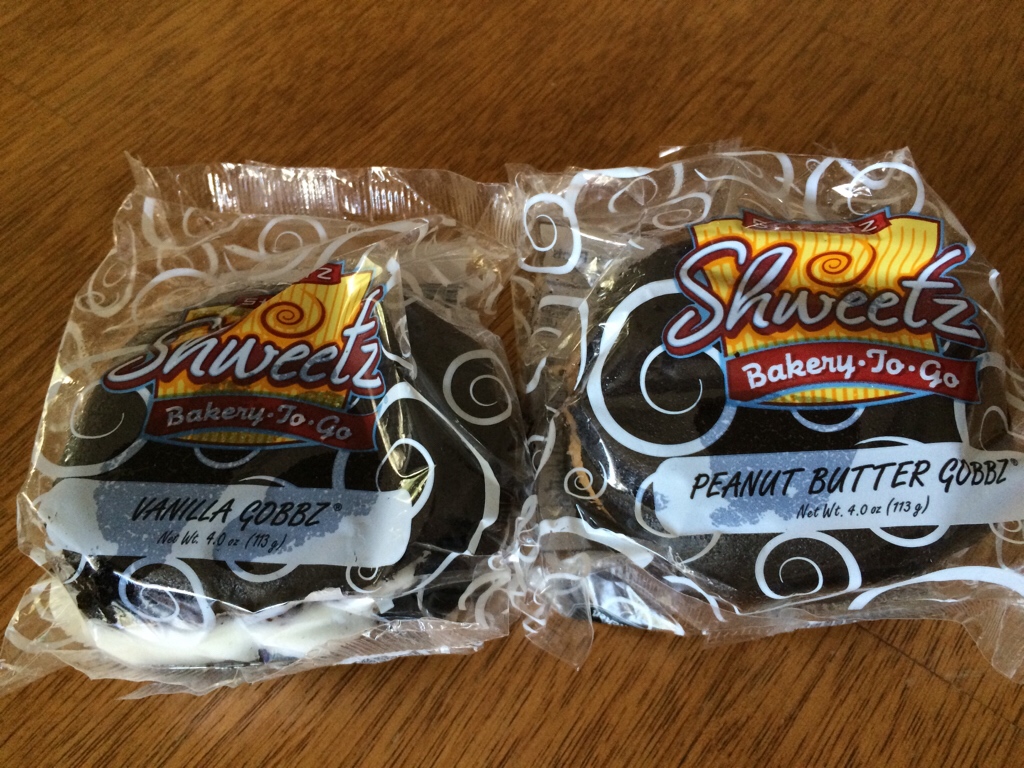 Shweetz
Bakery·To·Go
VANILLA GOBBZ®
Net Wt. 4.0 oz (113 g)
Shweetz
Bakery·To·Go
PEANUT BUTTER GOBBZ®
Net Wt. 4.0 oz (113 g)